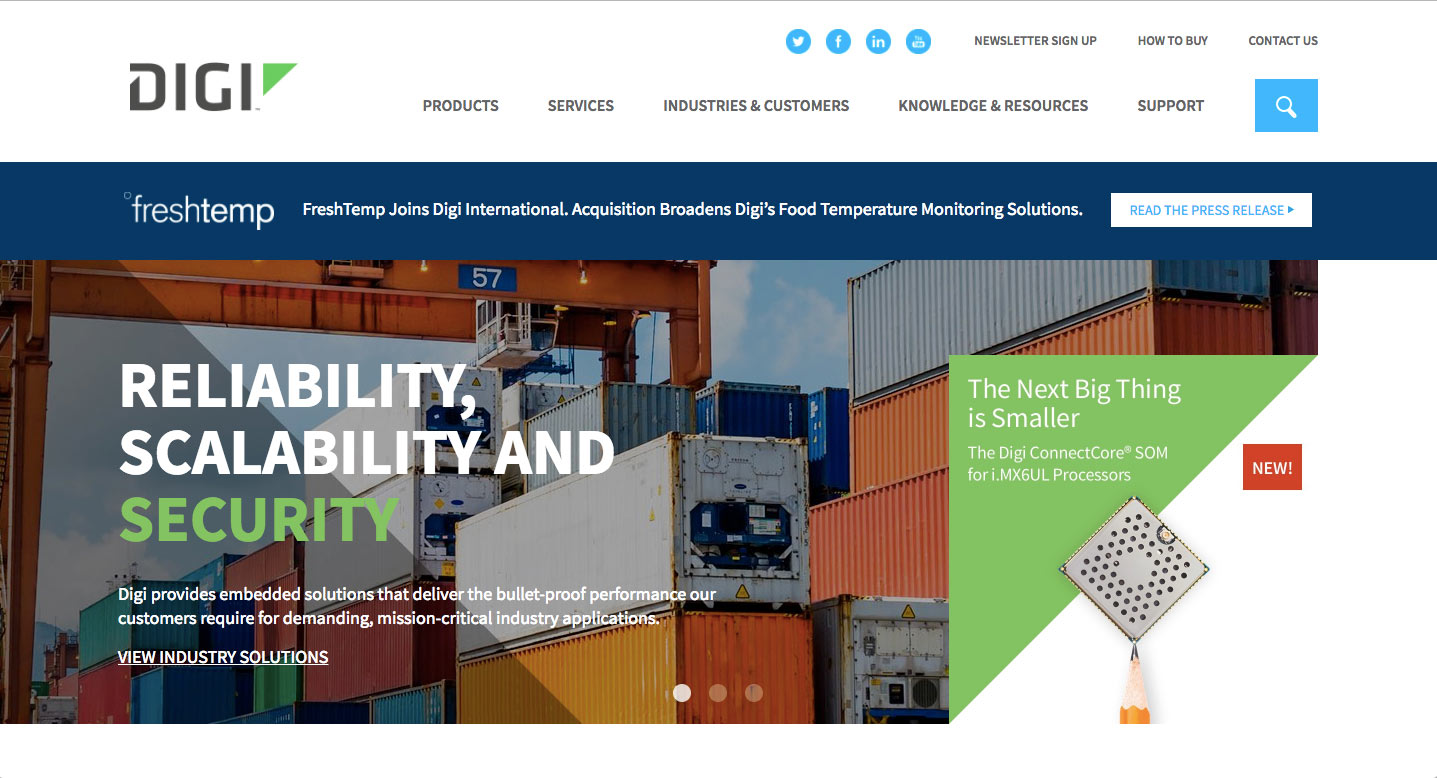 NEWSLETTER SIGN UP
HOW TO BUY
CONTACT US
DIGI
PRODUCTS
SERVICES
INDUSTRIES & CUSTOMERS
KNOWLEDGE & RESOURCES
SUPPORT
°freshtemp
FreshTemp Joins Digi International. Acquisition Broadens Digi's Food Temperature Monitoring Solutions.
READ THE PRESS RELEASE
57
RELIABILITY,
SCALABILITY AND
SECURITY
Digi provides embedded solutions that deliver the bullet-proof performance our
customers require for demanding, mission-critical industry applications.
VIEW INDUSTRY SOLUTIONS
The Next Big Thing
is Smaller
The Digi ConnectCore® SOM
for i.MX6UL Processors
NEW!